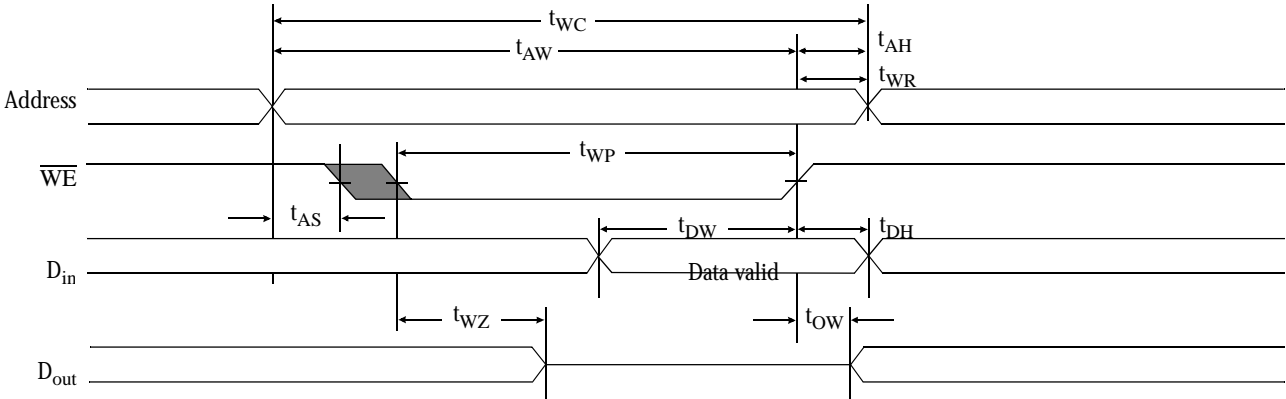 tWC
tAW
tAH
tWR
Address
tWP
WE
tAS
tDW
tDH
Din
Data valid
tWZ
tOW
Dout